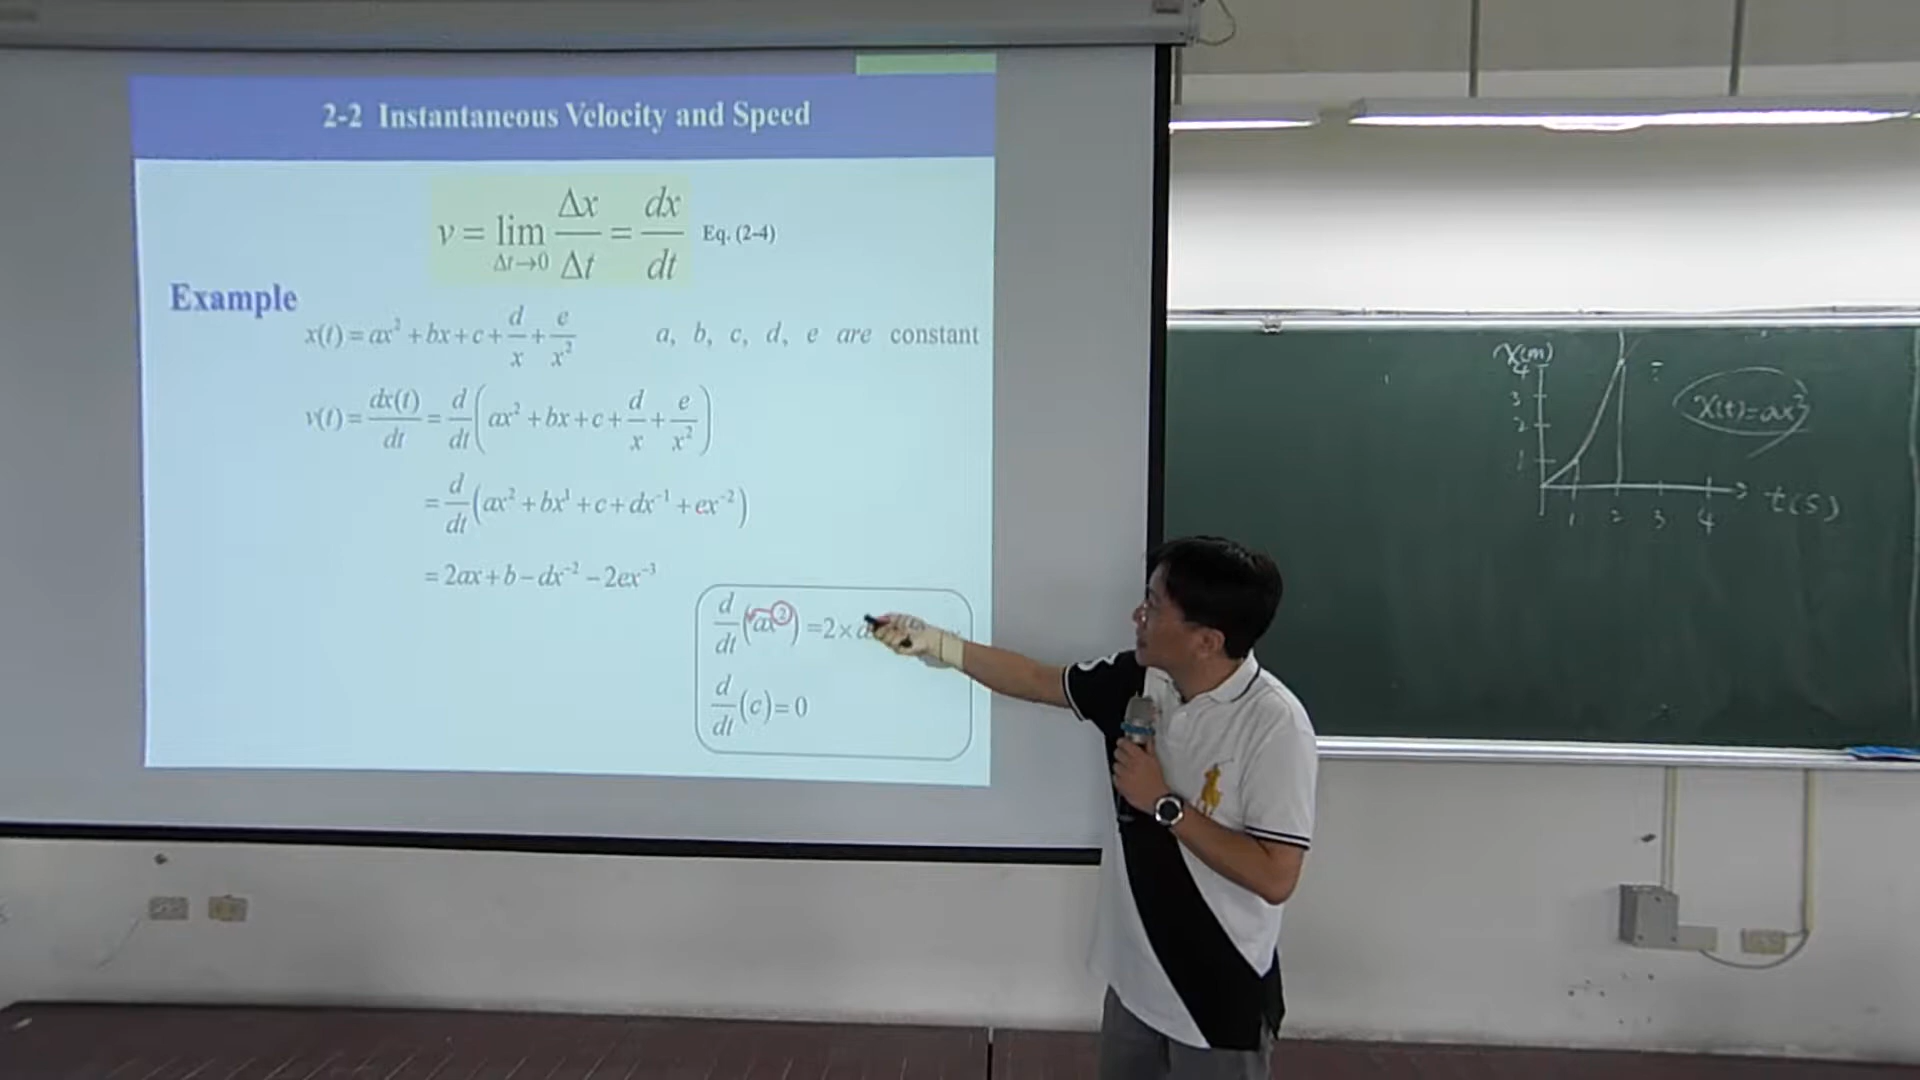 2-2 Instantaneous Velocity and Speed
v = lim Δt→0 Δx/Δt = dx/dt Eq. (2-4)
Example
x(t) = ax² + bx + c + d/x + e/x² a, b, c, d, e are constant
v(t) = dx(t)/dt = d/dt (ax² + bx + c + d/x + e/x²)
= d/dt (ax² + bx¹ + c + dx⁻¹ + ex⁻²)
= 2ax + b − dx⁻² − 2ex⁻³
d/dt (ax²) = 2 ×
d/dt (c) = 0
x(m)
4
3
2
1
1 2 3 4 t(s)
x(t)=ax²